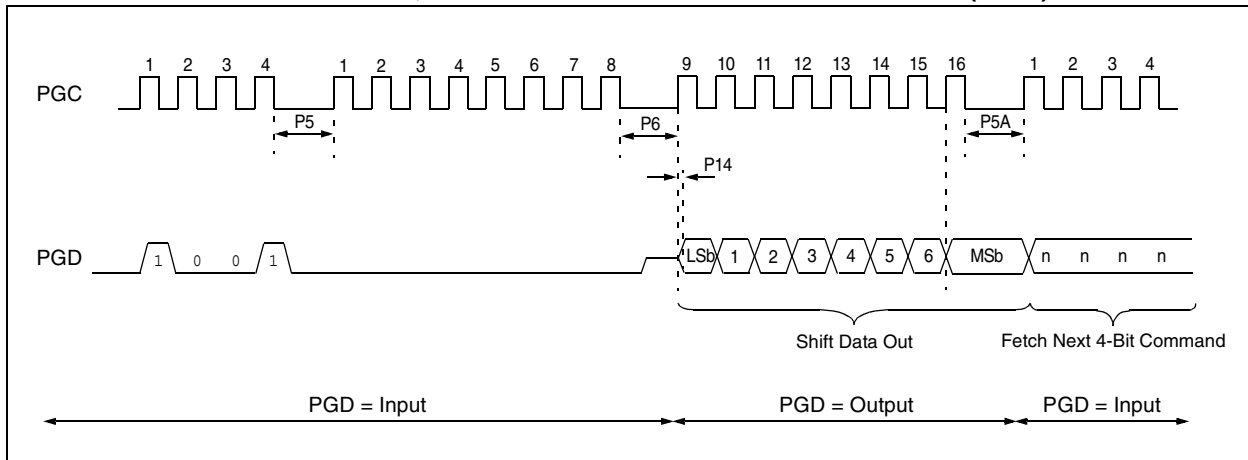 1 2 3 4 1 2 3 4 5 6 7 8 9 10 11 12 13 14 15 16 1 2 3 4
PGC
P5 P6 P5A
P14
PGD 1 0 0 1 LSb 1 2 3 4 5 6 MSb n n n n
Shift Data Out Fetch Next 4-Bit Command
PGD = Input PGD = Output PGD = Input